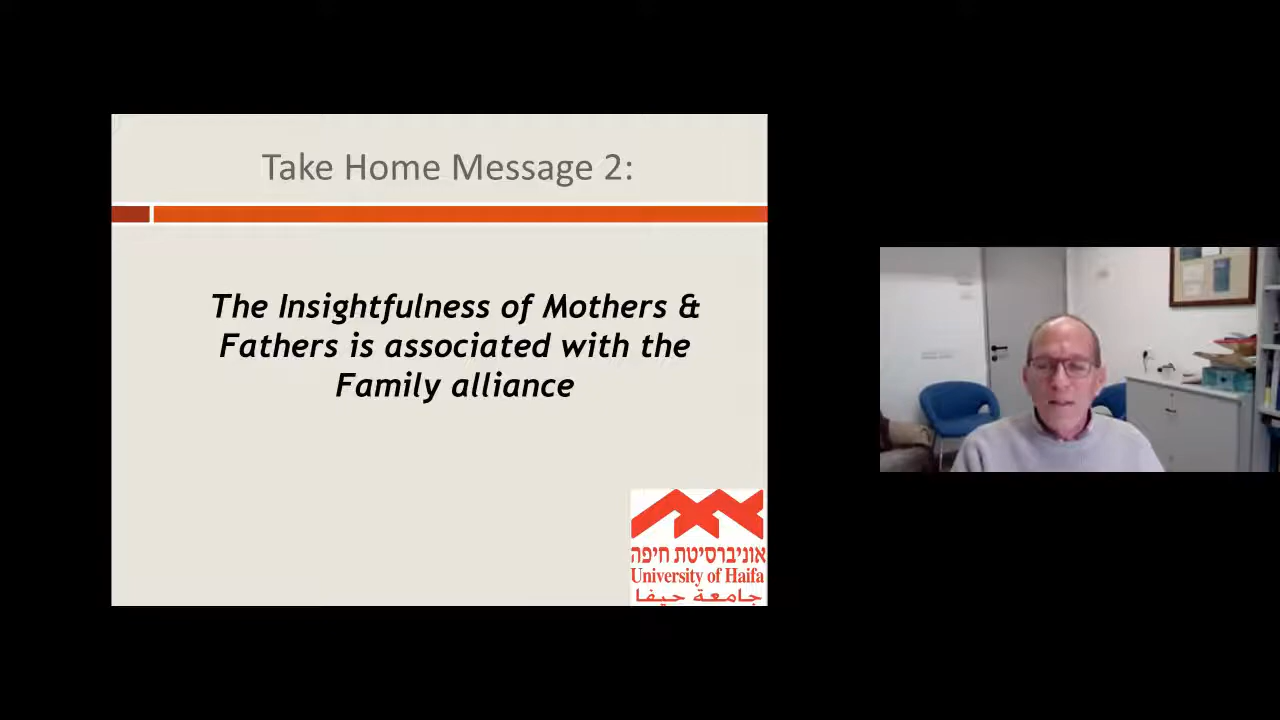 Take Home Message 2:
The Insightfulness of Mothers &
Fathers is associated with the
Family alliance
אוניברסיטת חיפה
University of Haifa
جامعة حيفا